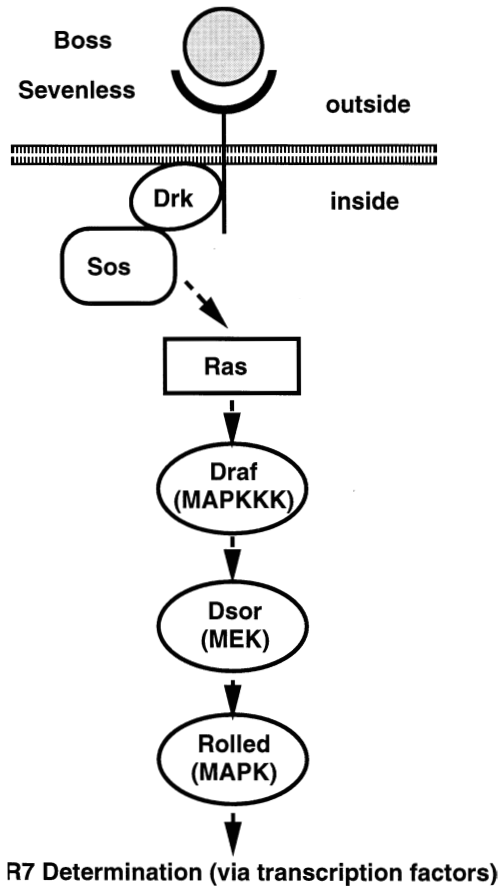 Boss
Sevenless
outside
inside
Drk
Sos
Ras
Draf
(MAPKKK)
Dsor
(MEK)
Rolled
(MAPK)
R7 Determination (via transcription factors)